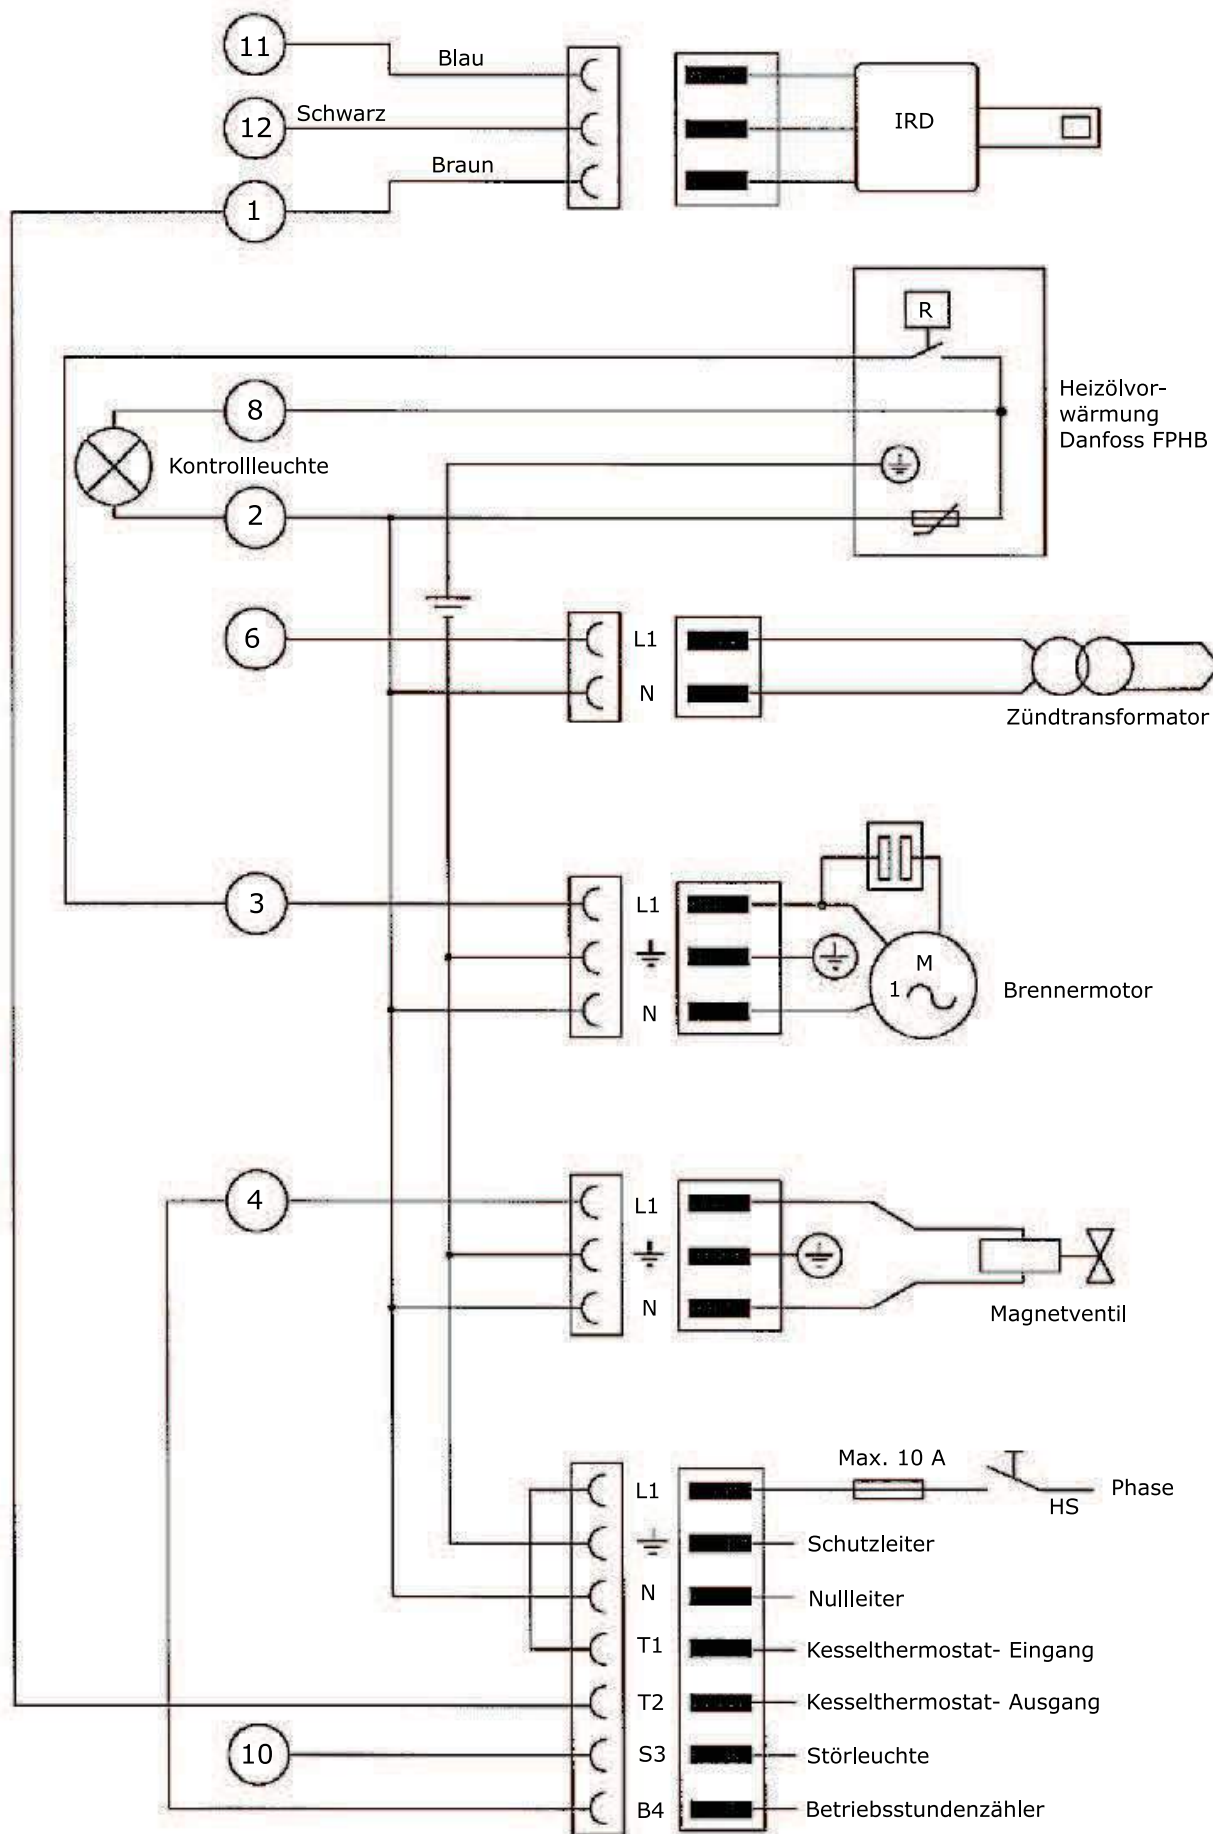 11
Blau
12
Schwarz
IRD
Braun
1
R
8
Heizölvor-
wärmung
Danfoss FPHB
Kontrollleuchte
2
6
L1
N
Zündtransformator
3
L1
M
1
Brennermotor
N
4
L1
N
Magnetventil
Max. 10 A
L1
Phase
HS
Schutzleiter
N
Nullleiter
T1
Kesselthermostat- Eingang
T2
Kesselthermostat- Ausgang
10
S3
Störleuchte
B4
Betriebsstundenzähler